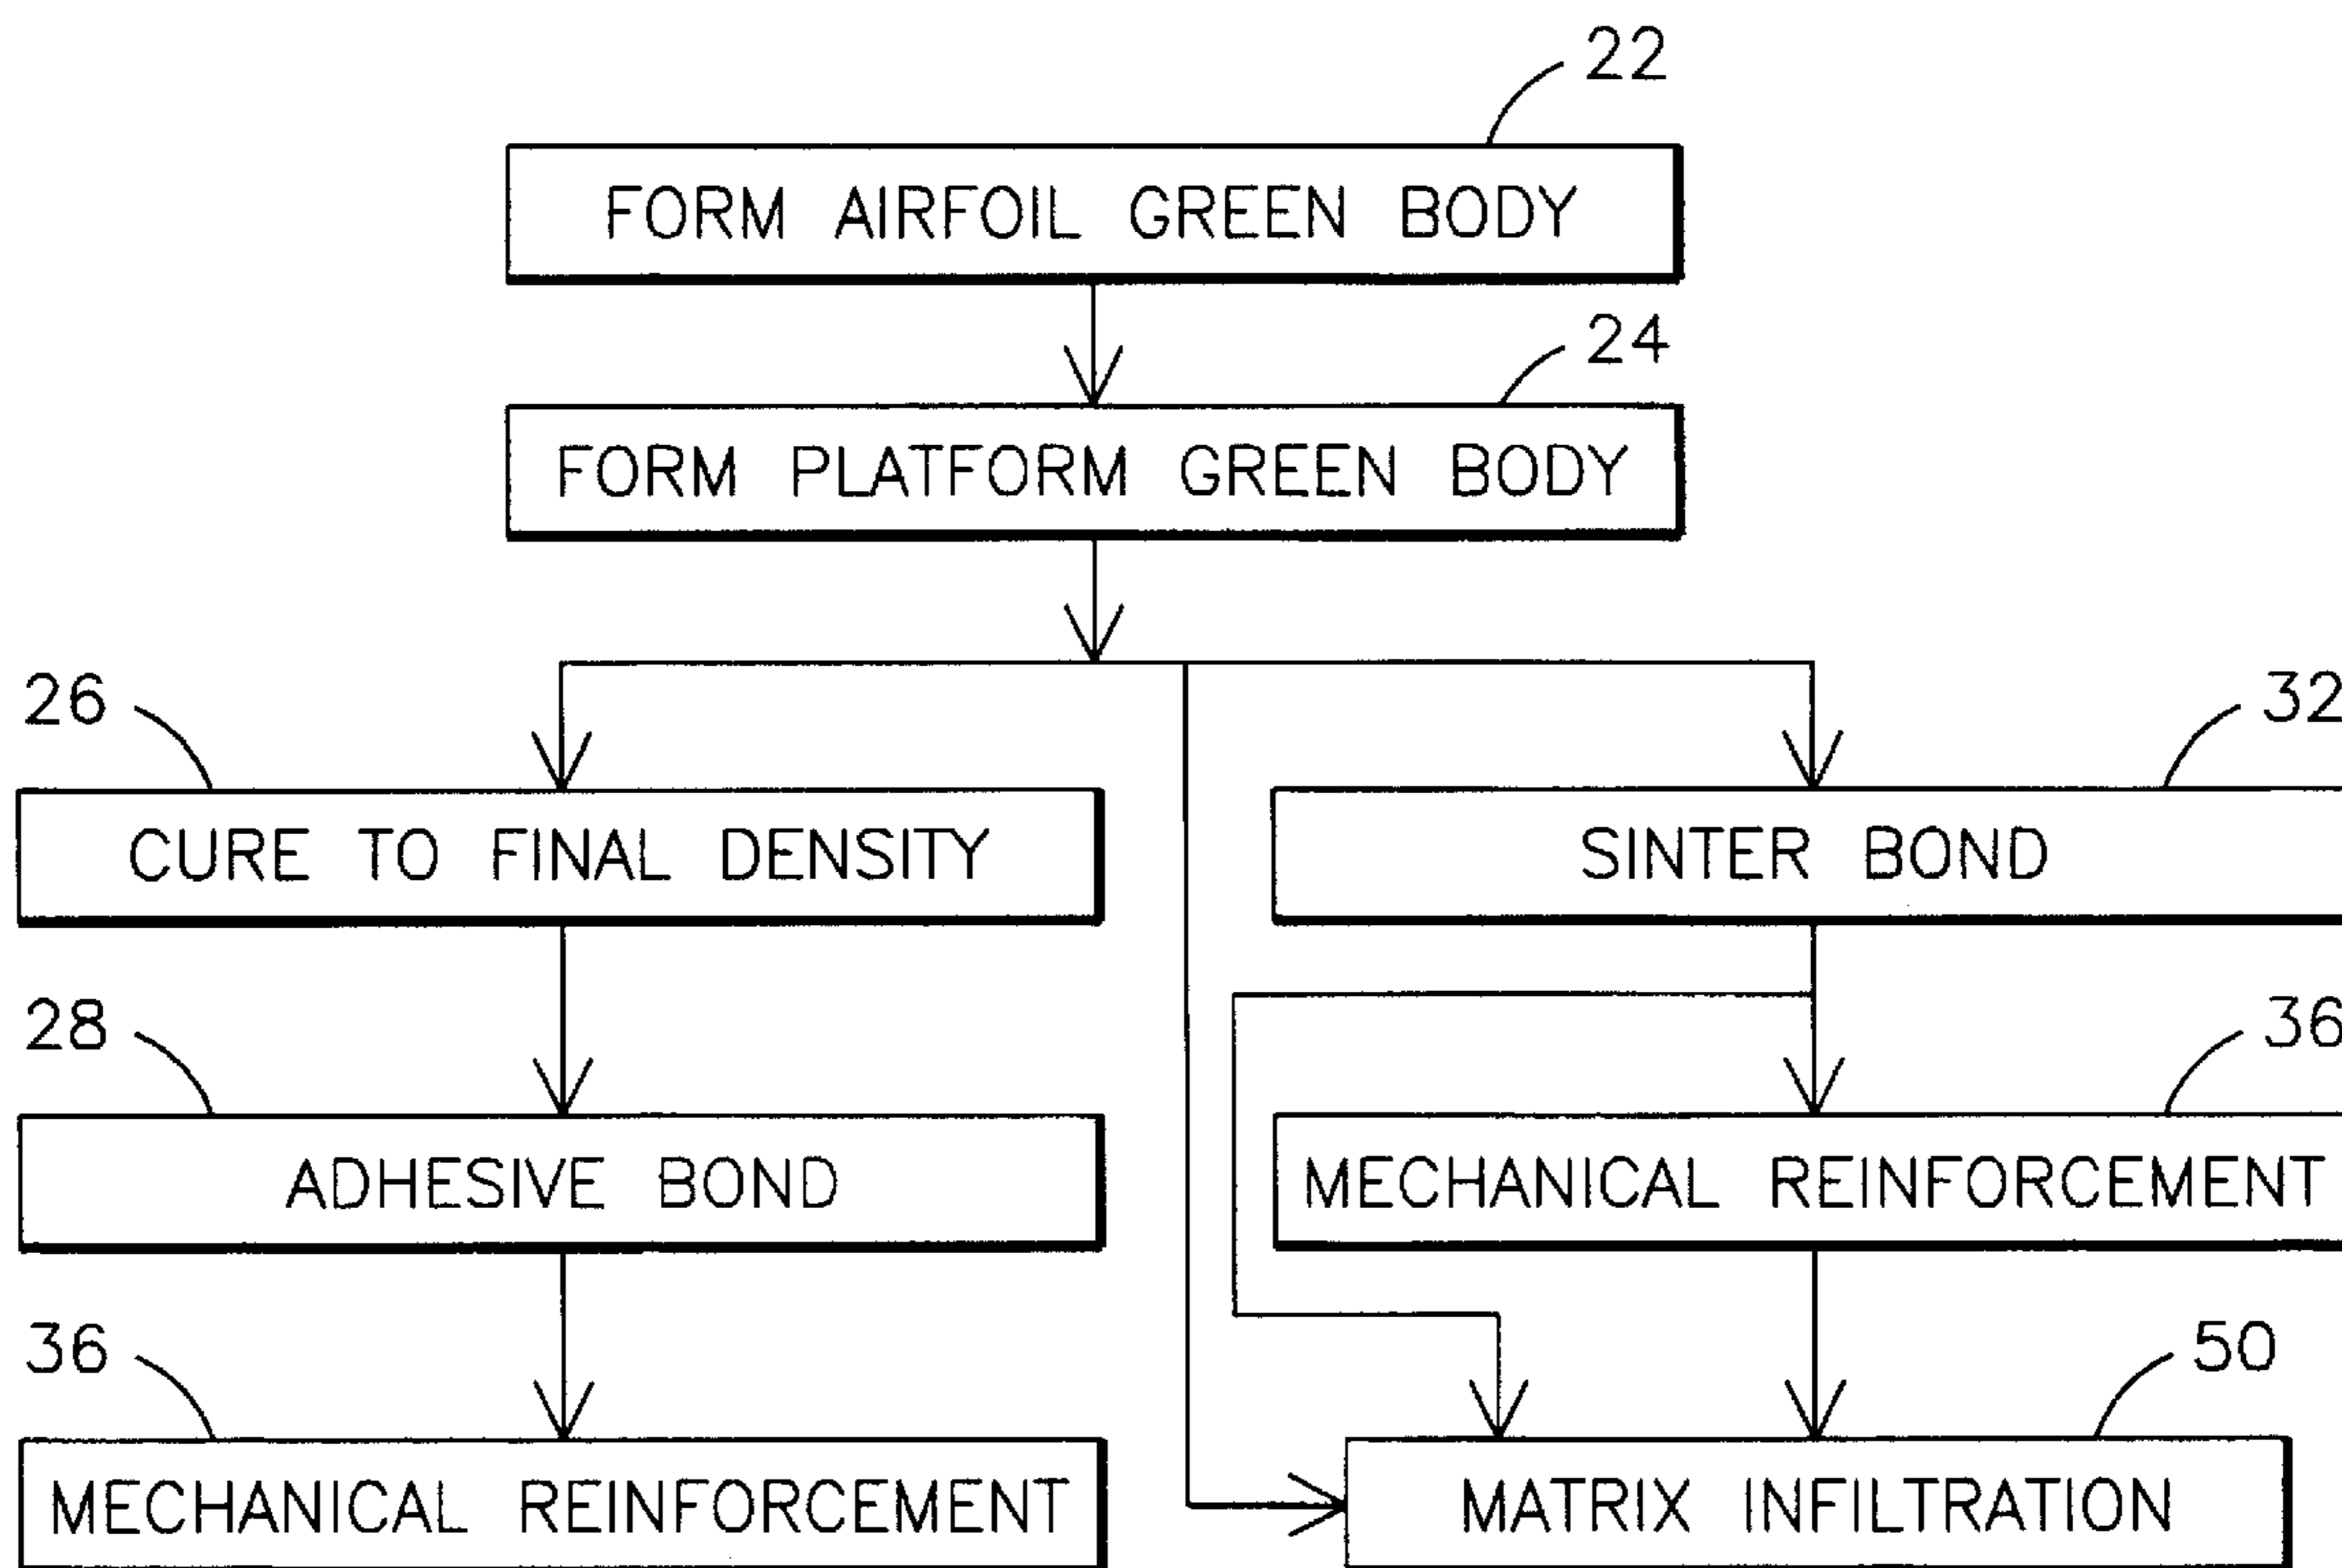 22
FORM AIRFOIL GREEN BODY
24
FORM PLATFORM GREEN BODY
26
32
CURE TO FINAL DENSITY
SINTER BOND
28
36
ADHESIVE BOND
MECHANICAL REINFORCEMENT
36
50
MECHANICAL REINFORCEMENT
MATRIX INFILTRATION